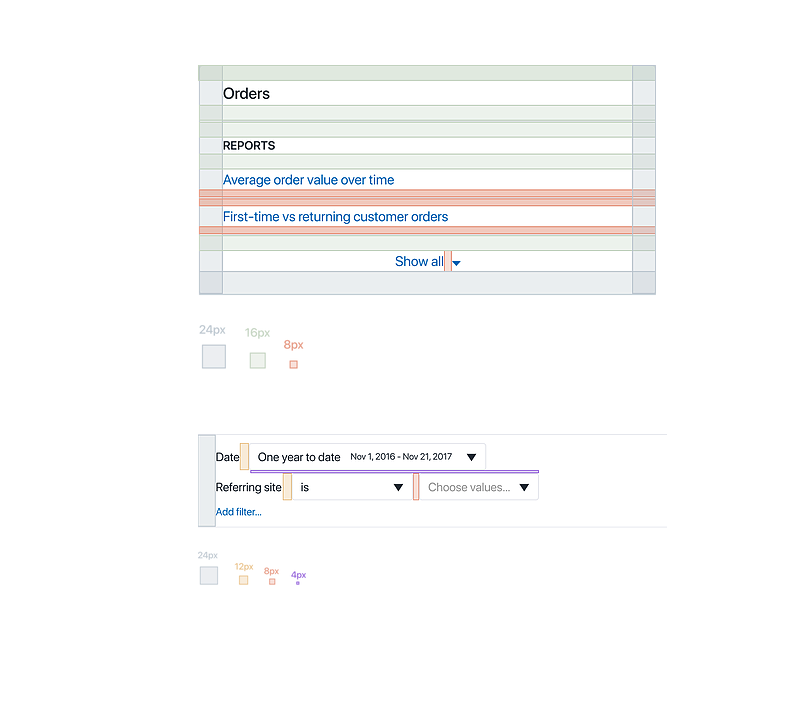 Orders
REPORTS
Average order value over time
First-time vs returning customer orders
Show all
24px 16px 8px
Date One year to date Nov 1, 2016 - Nov 21, 2017
Referring site is Choose values...
Add filter...
24px 12px 8px 4px